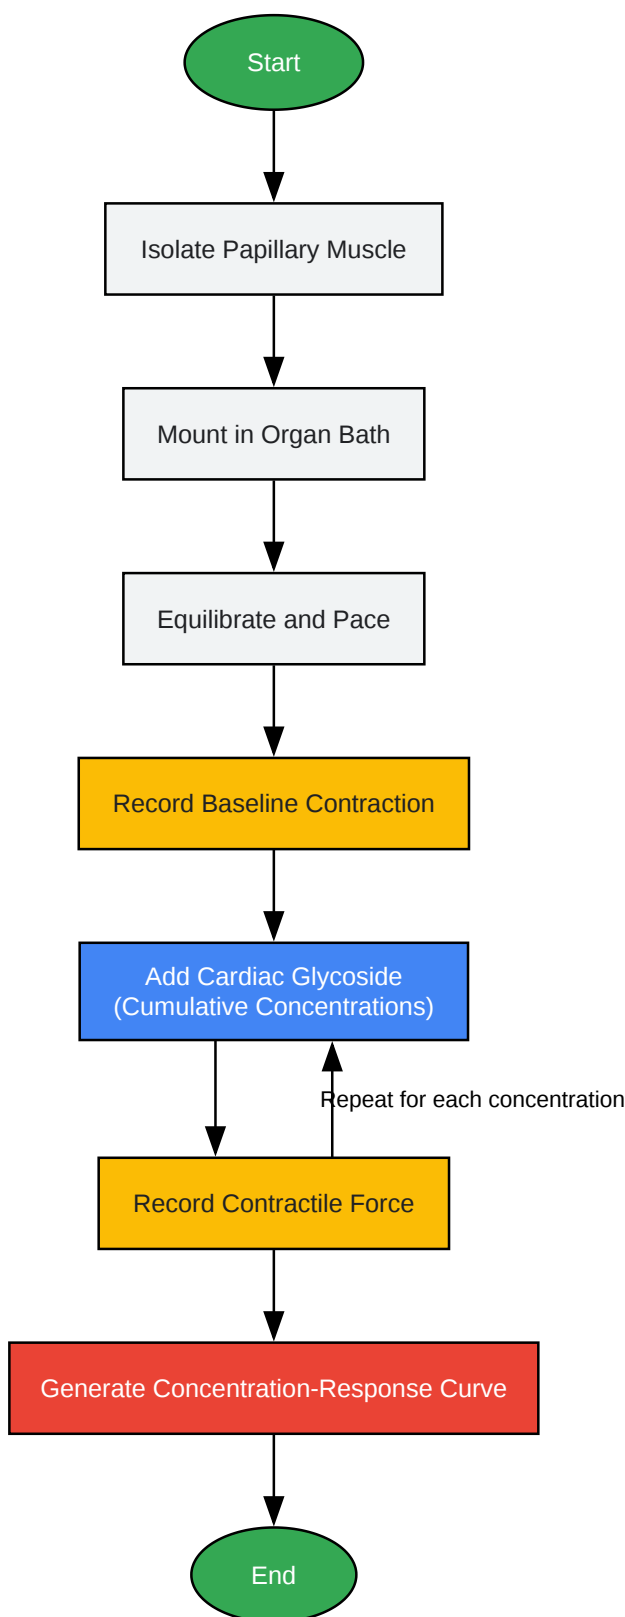 Start
Isolate Papillary Muscle
Mount in Organ Bath
Equilibrate and Pace
Record Baseline Contraction
Add Cardiac Glycoside
(Cumulative Concentrations)
Repeat for each concentration
Record Contractile Force
Generate Concentration-Response Curve
End